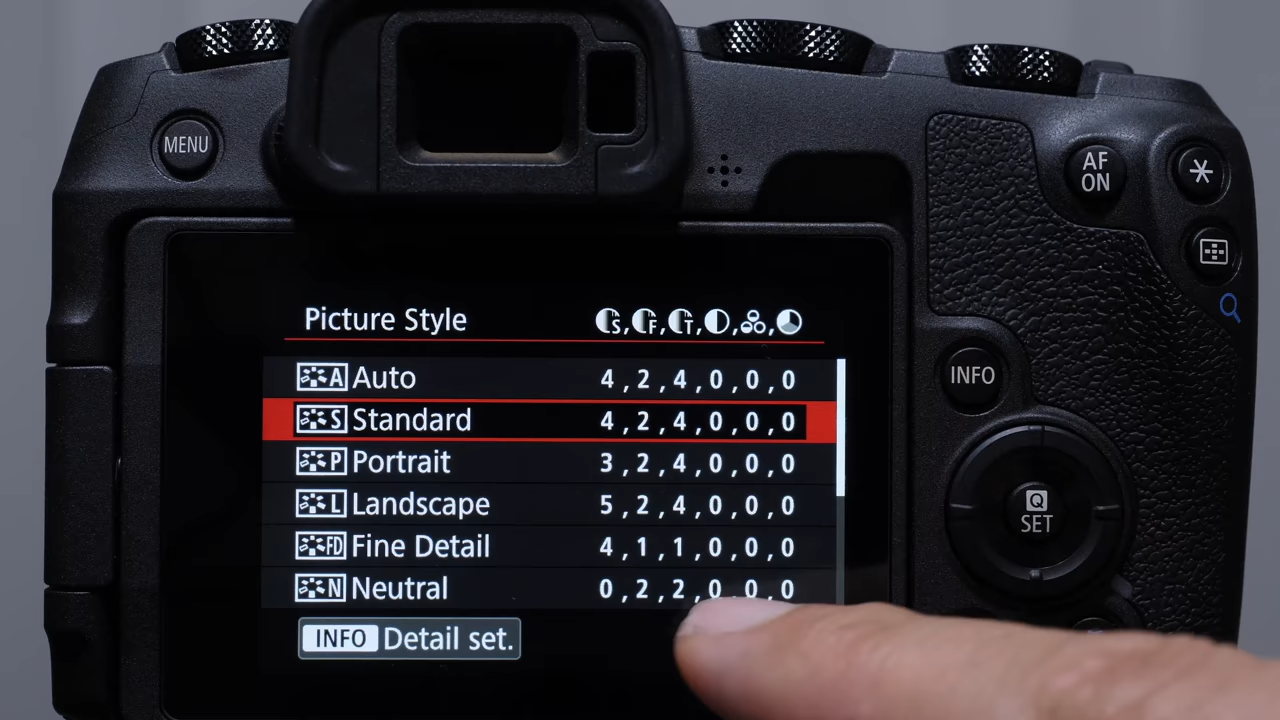 MENU
AF
ON
Picture Style S, F, T
A Auto 4,2,4,0,0,0
S Standard 4,2,4,0,0,0
INFO
P Portrait 3,2,4,0,0,0
L Landscape 5,2,4,0,0,0
Q
SET
FD Fine Detail 4,1,1,0,0,0
N Neutral 0,2,2,0,0,0
INFO Detail set.